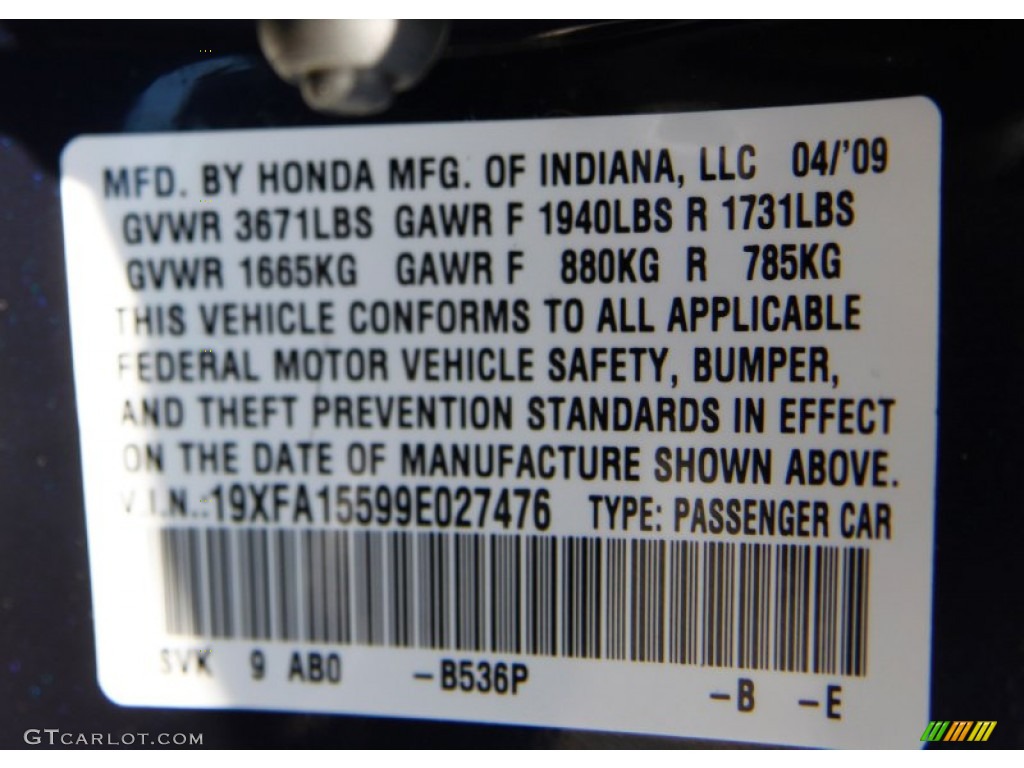 MFD. BY HONDA MFG. OF INDIANA, LLC 04/'09
GVWR 3671LBS GAWR F 1940LBS R 1731LBS
GVWR 1665KG GAWR F 880KG R 785KG
THIS VEHICLE CONFORMS TO ALL APPLICABLE
FEDERAL MOTOR VEHICLE SAFETY, BUMPER,
AND THEFT PREVENTION STANDARDS IN EFFECT
ON THE DATE OF MANUFACTURE SHOWN ABOVE.
V.I.N.:19XFA15599E027476 TYPE: PASSENGER CAR
SVK 9 AB0 –B536P –B –E
GTCARLOT.COM